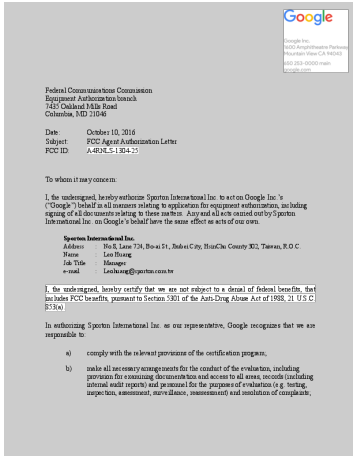 Google
Google Inc.
1600 Amphitheatre Parkway
Mountain View CA 94043
650 253-0000 main
google.com
Federal Communications Commission
Equipment Authorization branch
7435 Oakland Mills Road
Columbia, MD 21046
Date: October 10, 2016
Subject: FCC Agent Authorization Letter
FCC ID: A4RNLS-1304-25
To whom it may concern:
I, the undersigned, hereby authorize Sporton International Inc. to act on Google Inc.'s
("Google") behalf in all manners relating to application for equipment authorization, including
signing of all documents relating to these matters. Any and all acts carried out by Sporton
International Inc. on Google's behalf have the same effect as acts of our own.
Sporton International Inc.
Address : No.8, Lane 724, Bo-ai St., Jhubei City, HsinChu County 302, Taiwan, R.O.C.
Name : Leo Huang
Job Title : Manager
e-mail : Leohuang@sporton.com.tw
I, the undersigned, hereby certify that we are not subject to a denial of federal benefits, that
includes FCC benefits, pursuant to Section 5301 of the Anti-Drug Abuse Act of 1988, 21 U.S.C.
853(a)
In authorizing Sporton International Inc. as our representative, Google recognizes that we are
responsible to:
a) comply with the relevant provisions of the certification program;
b) make all necessary arrangements for the conduct of the evaluation, including
provision for examining documentation and access to all areas, records (including
internal audit reports) and personnel for the purposes of evaluation (e.g. testing,
inspection, assessment, surveillance, reassessment) and resolution of complaints;